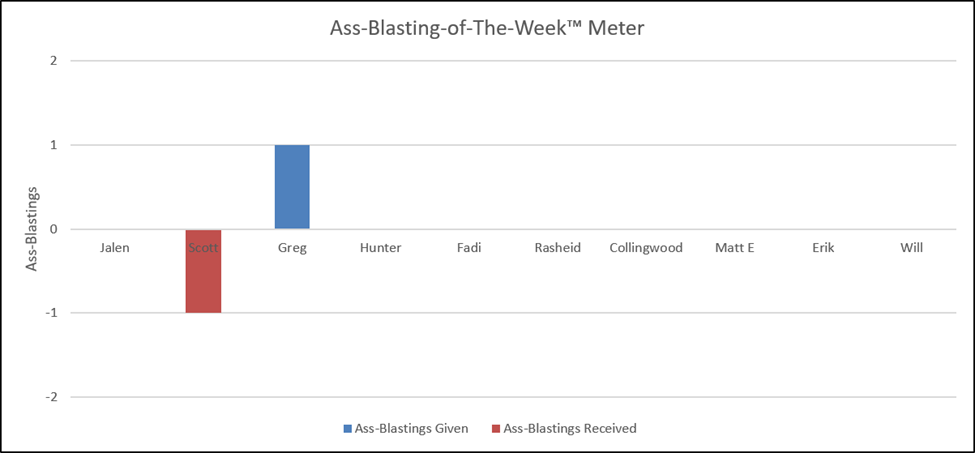 Ass-Blasting-of-The-Week™ Meter
2
1
0
-1
-2
Ass-Blastings
Jalen Scott Greg Hunter Fadi Rasheid Collingwood Matt E Erik Will
Ass-Blastings Given Ass-Blastings Received